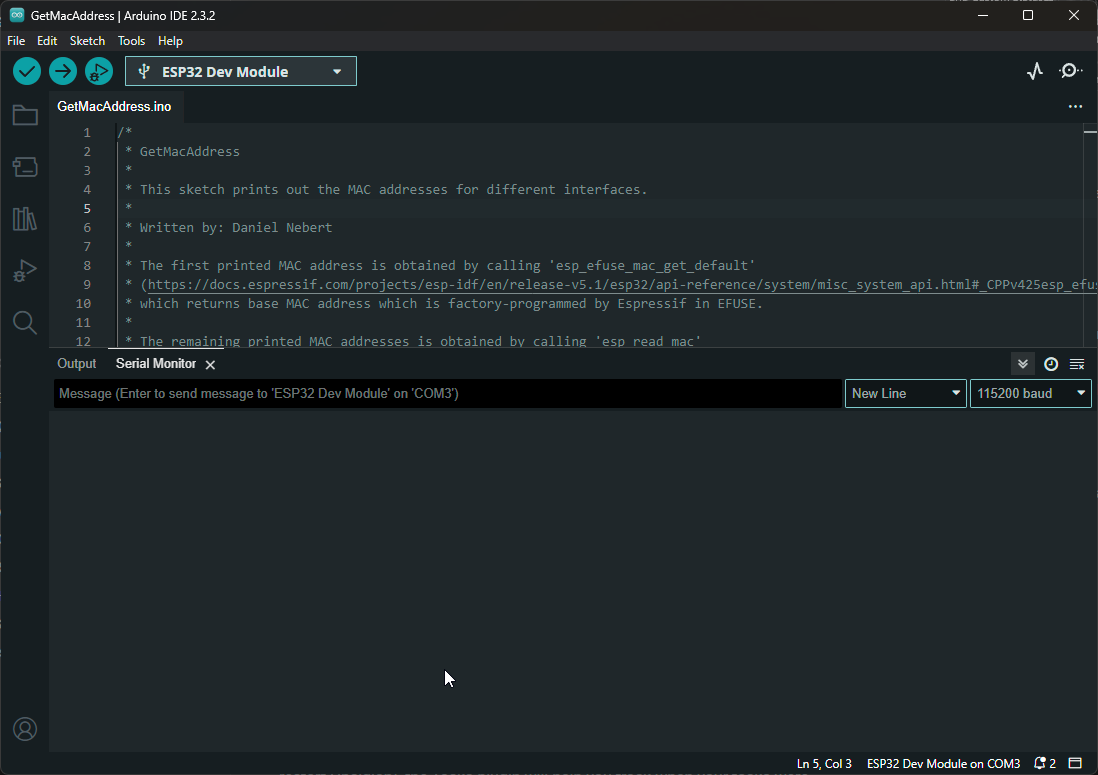 GetMacAddress | Arduino IDE 2.3.2
File Edit Sketch Tools Help
ESP32 Dev Module
GetMacAddress.ino
1 /*
2 * GetMacAddress
3 *
4 * This sketch prints out the MAC addresses for different interfaces.
5 *
6 * Written by: Daniel Nebert
7 *
8 * The first printed MAC address is obtained by calling 'esp_efuse_mac_get_default'
9 * (https://docs.espressif.com/projects/esp-idf/en/release-v5.1/esp32/api-reference/system/misc_system_api.html#_CPPv425esp_efu
10 * which returns base MAC address which is factory-programmed by Espressif in EFUSE.
11 *
12 * The remaining printed MAC addresses is obtained by calling 'esp_read_mac'
Output Serial Monitor
Message (Enter to send message to 'ESP32 Dev Module' on 'COM3')
New Line
115200 baud
Ln 5, Col 3 ESP32 Dev Module on COM3 2